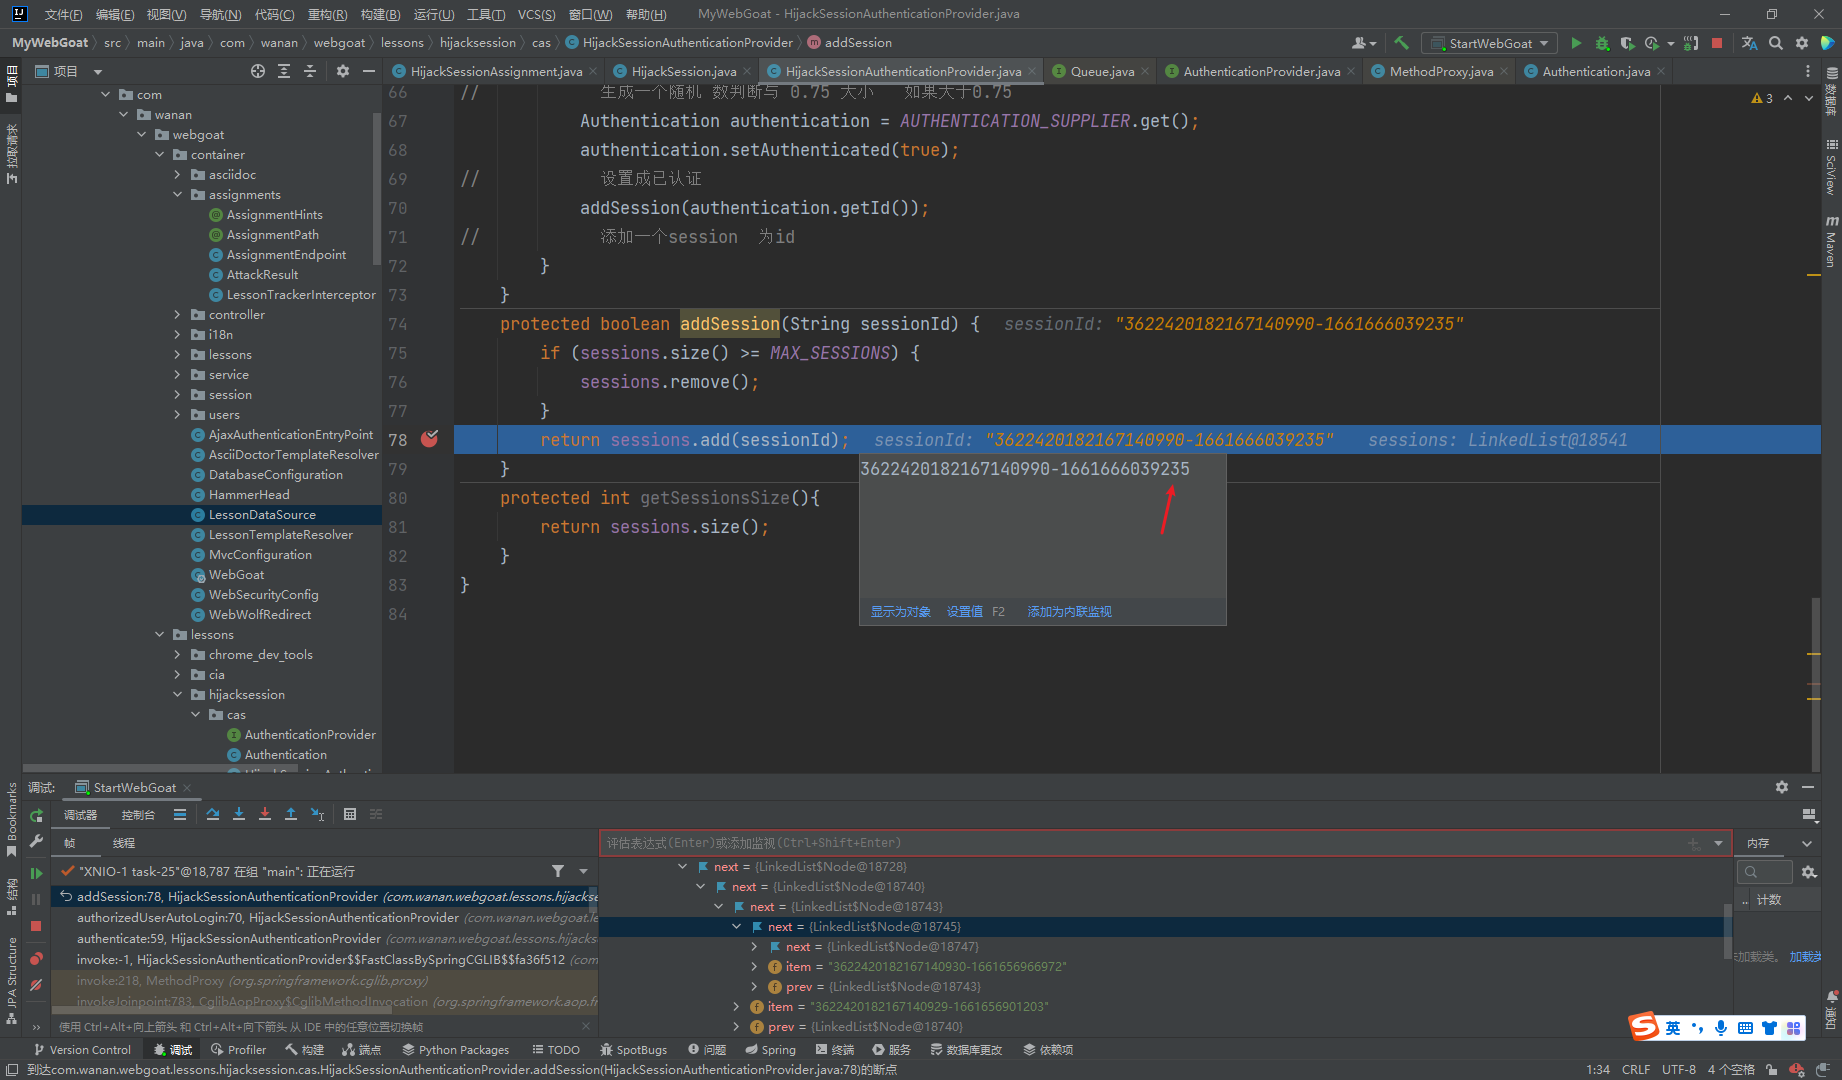 文件(F) 编辑(E) 视图(V) 导航(N) 代码(C) 重构(R) 构建(B) 运行(U) 工具(T) VCS(S) 窗口(W) 帮助(H) MyWebGoat - HijackSessionAuthenticationProvider.java
MyWebGoat src main java com wanan webgoat lessons hijacksession cas HijackSessionAuthenticationProvider addSession
StartWebGoat
项目
HijackSessionAssignment.java HijackSession.java HijackSessionAuthenticationProvider.java Queue.java AuthenticationProvider.java MethodProxy.java Authentication.java
项目
拉取请求
com
wanan
webgoat
container
asciidoc
assignments
AssignmentHints
AssignmentPath
AssignmentEndpoint
AttackResult
LessonTrackerInterceptor
controller
i18n
lessons
service
session
users
AjaxAuthenticationEntryPoint
AsciiDoctorTemplateResolver
DatabaseConfiguration
HammerHead
LessonDataSource
LessonTemplateResolver
MvcConfiguration
WebGoat
WebSecurityConfig
WebWolfRedirect
lessons
chrome_dev_tools
cia
hijacksession
cas
AuthenticationProvider
Authentication
66 // 生成一个随机 数判断与 0.75 大小 如果大于0.75
67 Authentication authentication = AUTHENTICATION_SUPPLIER.get();
68 authentication.setAuthenticated(true);
69 // 设置成已认证
70 addSession(authentication.getId());
71 // 添加一个session 为id
72 }
73 }
74 protected boolean addSession(String sessionId) { sessionId: "3622420182167140990-1661666039235"
75 if (sessions.size() >= MAX_SESSIONS) {
76 sessions.remove();
77 }
78 return sessions.add(sessionId); sessionId: "3622420182167140990-1661666039235" sessions: LinkedList@18541
79 }
80 protected int getSessionsSize(){
81 return sessions.size();
82 }
83 }
84
3622420182167140990-1661666039235
显示为对象 设置值 F2 添加为内联监视
3
数据库
SciView
Maven
通知
Bookmarks
结构
JPA Structure
调试: StartWebGoat
调试器 控制台
帧 线程
"XNIO-1 task-25"@18,787 在组 "main": 正在运行
addSession:78, HijackSessionAuthenticationProvider (com.wanan.webgoat.lessons.hijackse
authorizedUserAutoLogin:70, HijackSessionAuthenticationProvider (com.wanan.webgoat.le
authenticate:59, HijackSessionAuthenticationProvider (com.wanan.webgoat.lessons.hijacks
invoke:-1, HijackSessionAuthenticationProvider$$FastClassBySpringCGLIB$$fa36f512 (com
invoke:218, MethodProxy (org.springframework.cglib.proxy)
invokeJoinpoint:783, CglibAopProxy$CglibMethodInvocation (org.springframework.aop.fr
使用 Ctrl+Alt+向上箭头 和 Ctrl+Alt+向下箭头 从 IDE 中的任意位置切换帧
评估表达式(Enter)或添加监视(Ctrl+Shift+Enter)
next = {LinkedList$Node@18728}
next = {LinkedList$Node@18740}
next = {LinkedList$Node@18743}
next = {LinkedList$Node@18745}
next = {LinkedList$Node@18747}
item = "3622420182167140930-1661656966972"
prev = {LinkedList$Node@18743}
item = "3622420182167140929-1661656901203"
prev = {LinkedList$Node@18740}
内存
.. 计数
加载类。 加载类
英
Version Control 调试 Profiler 构建 端点 Python Packages TODO SpotBugs 问题 Spring 终端 服务 数据库更改 依赖项
到达com.wanan.webgoat.lessons.hijacksession.cas.HijackSessionAuthenticationProvider.addSession(HijackSessionAuthenticationProvider.java:78)的断点 1:34 CRLF UTF-8 4 个空格